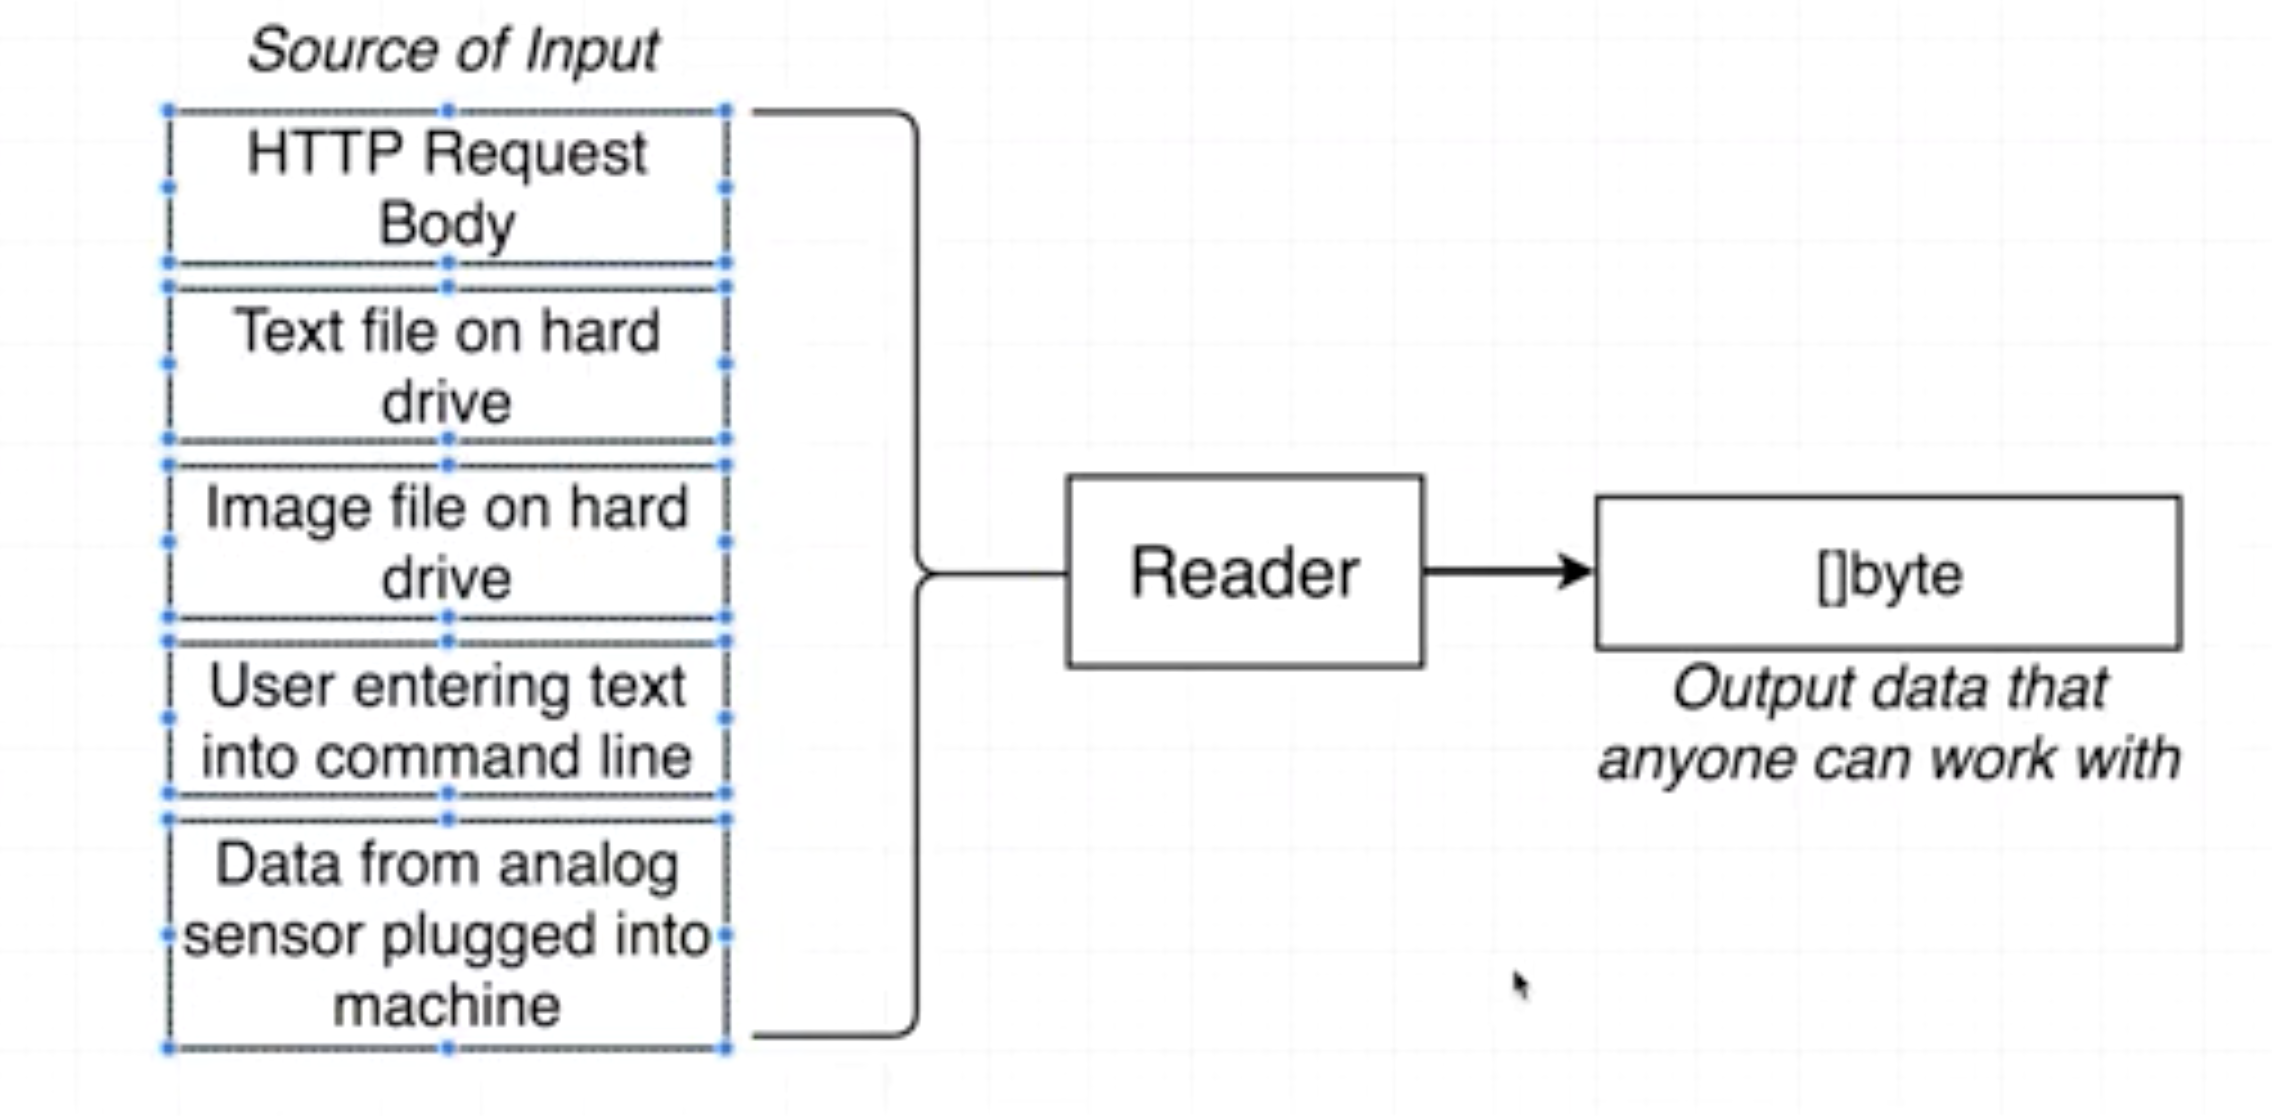 Source of Input
HTTP Request
Body
Text file on hard
drive
Image file on hard
drive
User entering text
into command line
Data from analog
sensor plugged into
machine
Reader
[]byte
Output data that
anyone can work with